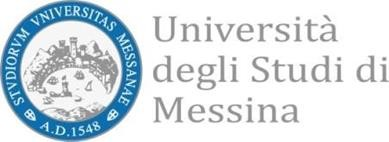 STVDIORVM VNIVERSITAS MESSANAE
A.D.1548
Università
degli Studi di
Messina